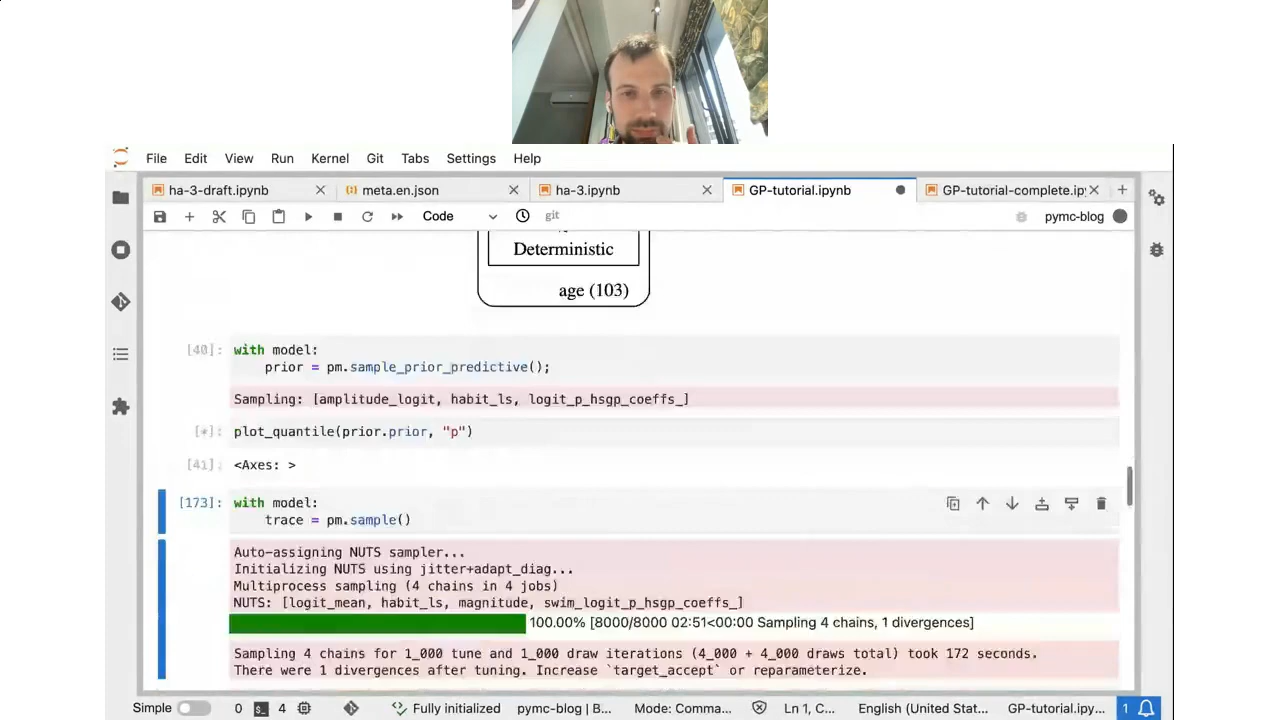 File Edit View Run Kernel Git Tabs Settings Help
ha-3-draft.ipynb meta.en.json ha-3.ipynb GP-tutorial.ipynb GP-tutorial-complete.ip
Code git pymc-blog
Deterministic
age (103)
[40]: with model:
prior = pm.sample_prior_predictive();
Sampling: [amplitude_logit, habit_ls, logit_p_hsgp_coeffs_]
[*]: plot_quantile(prior.prior, "p")
[41]: <Axes: >
[173]: with model:
trace = pm.sample()
Auto-assigning NUTS sampler...
Initializing NUTS using jitter+adapt_diag...
Multiprocess sampling (4 chains in 4 jobs)
NUTS: [logit_mean, habit_ls, magnitude, swim_logit_p_hsgp_coeffs_]
100.00% [8000/8000 02:51<00:00 Sampling 4 chains, 1 divergences]
Sampling 4 chains for 1_000 tune and 1_000 draw iterations (4_000 + 4_000 draws total) took 172 seconds.
There were 1 divergences after tuning. Increase `target_accept` or reparameterize.
Simple 0 4 Fully initialized pymc-blog | B... Mode: Comma... Ln 1, C... English (United Stat... GP-tutorial.ipy... 1